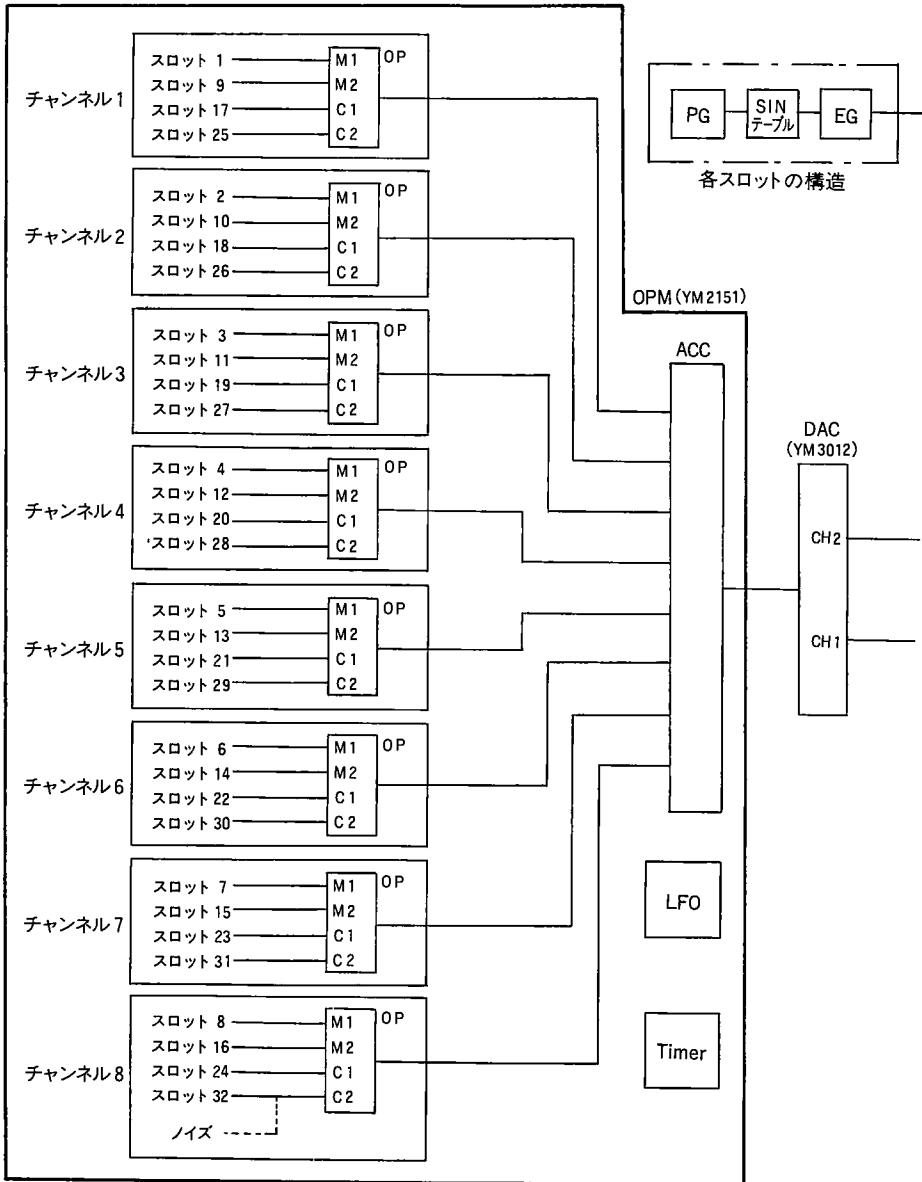 チャンネル1
スロット 1
スロット 9
スロット 17
スロット 25
M1
M2
C1
C2
OP
チャンネル2
スロット 2
スロット 10
スロット 18
スロット 26
M1
M2
C1
C2
OP
チャンネル3
スロット 3
スロット 11
スロット 19
スロット 27
M1
M2
C1
C2
OP
チャンネル4
スロット 4
スロット 12
スロット 20
スロット 28
M1
M2
C1
C2
OP
チャンネル5
スロット 5
スロット 13
スロット 21
スロット 29
M1
M2
C1
C2
OP
チャンネル6
スロット 6
スロット 14
スロット 22
スロット 30
M1
M2
C1
C2
OP
チャンネル7
スロット 7
スロット 15
スロット 23
スロット 31
M1
M2
C1
C2
OP
チャンネル8
スロット 8
スロット 16
スロット 24
スロット 32
ノイズ
M1
M2
C1
C2
OP
PG
SIN
テーブル
EG
各スロットの構造
OPM(YM2151)
ACC
DAC
(YM3012)
CH2
CH1
LFO
Timer